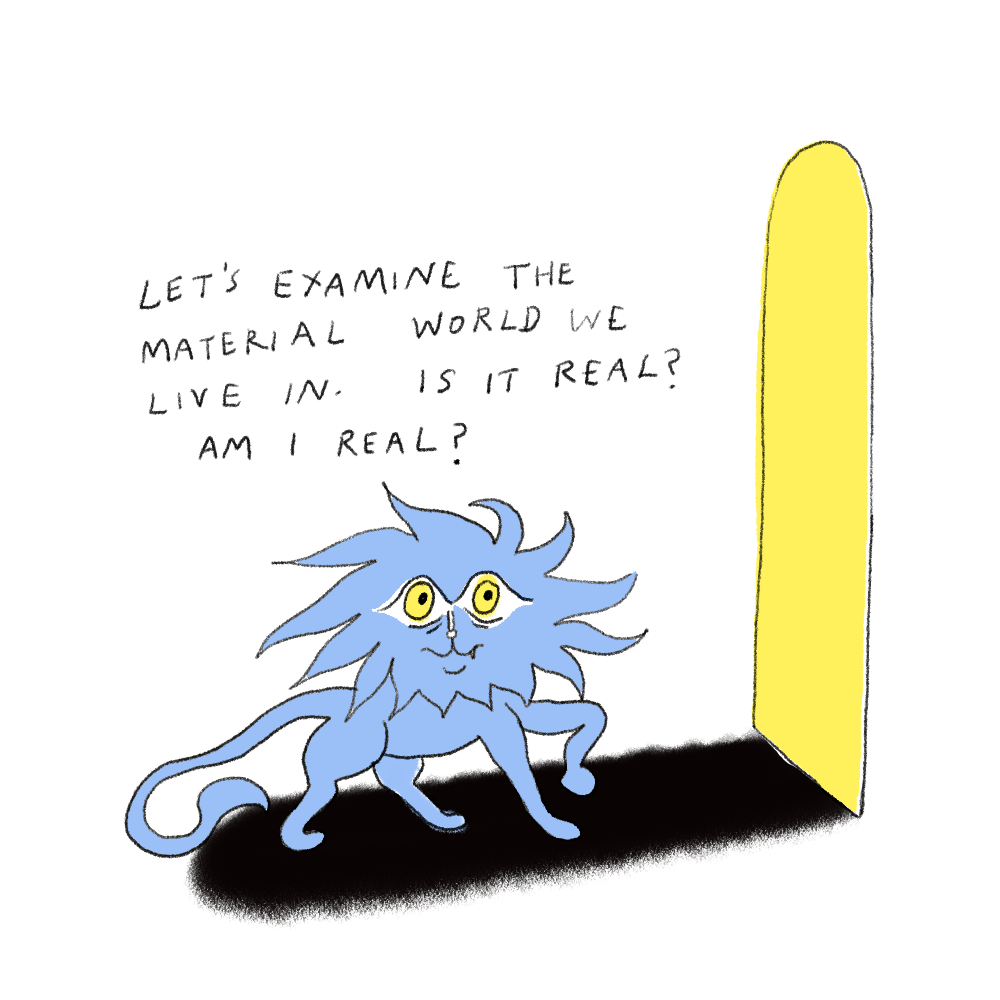 LET'S EXAMINE THE
MATERIAL WORLD WE
LIVE IN. IS IT REAL?
AM I REAL?